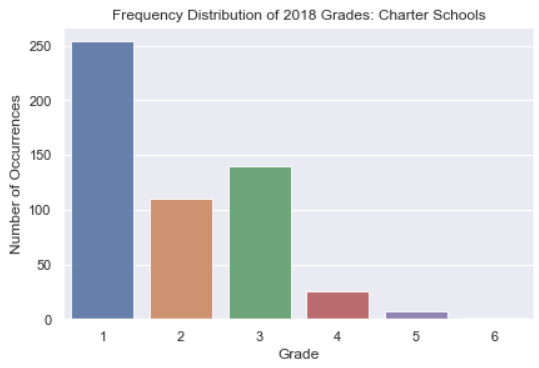 Frequency Distribution of 2018 Grades: Charter Schools
250
200
150
100
50
0
Number of Occurrences
1 2 3 4 5 6
Grade